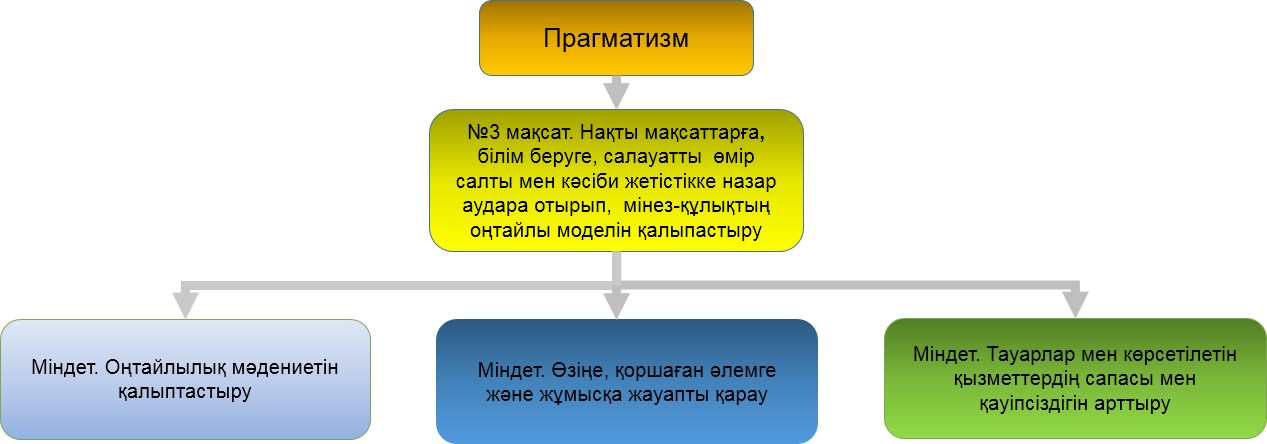 Прагматизм
№3 мақсат. Нақты мақсаттарға,
білім беруге, салауатты өмір
салты мен кәсіби жетістікке назар
аудара отырып, мінез-құлықтың
оңтайлы моделін қалыпастыру
Міндет. Оңтайлылық мәдениетін
қалыптастыру
Міндет. Өзіңе, қоршаған әлемге
және жұмысқа жауапты қарау
Міндет. Тауарлар мен көрсетілетін
қызметтердің сапасы мен
қауіпсіздігін арттыру